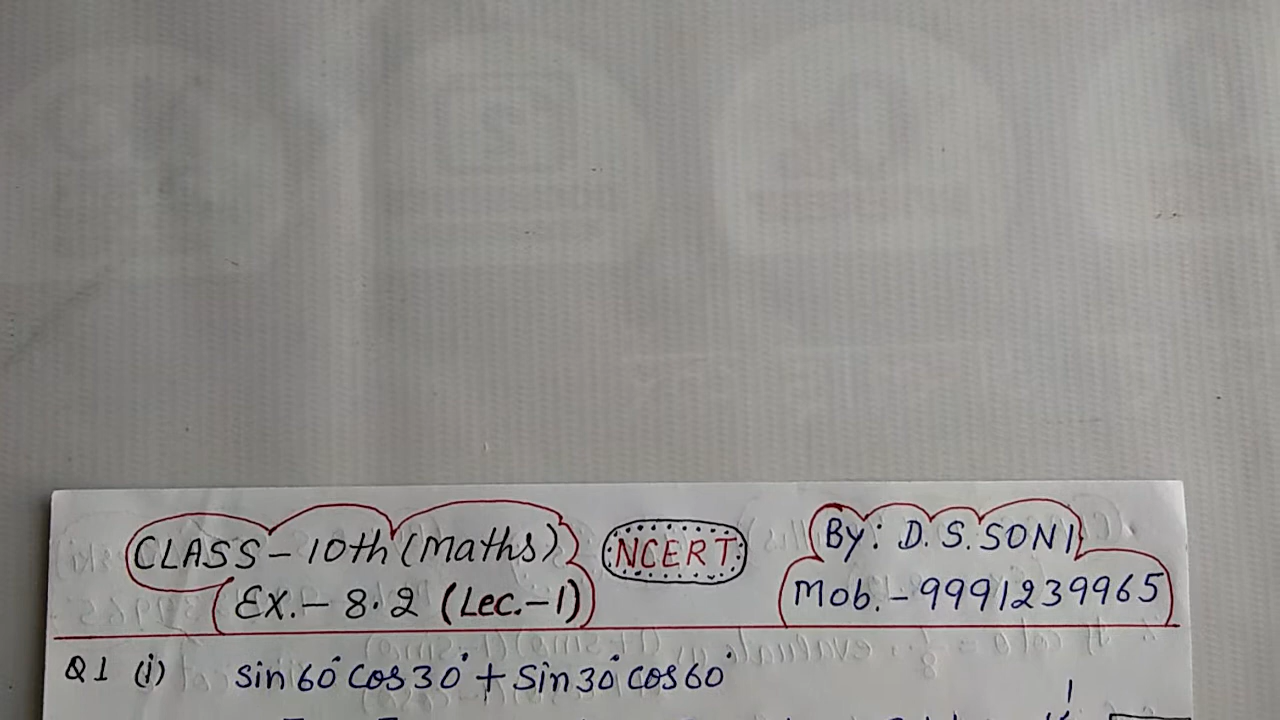 CLASS - 10th (Maths)
Ex. - 8.2 (Lec. - 1)
NCERT
By: D. S. SONI
Mob. - 9991239965
Q1 (i) sin 60° cos 30° + sin 30° cos 60°